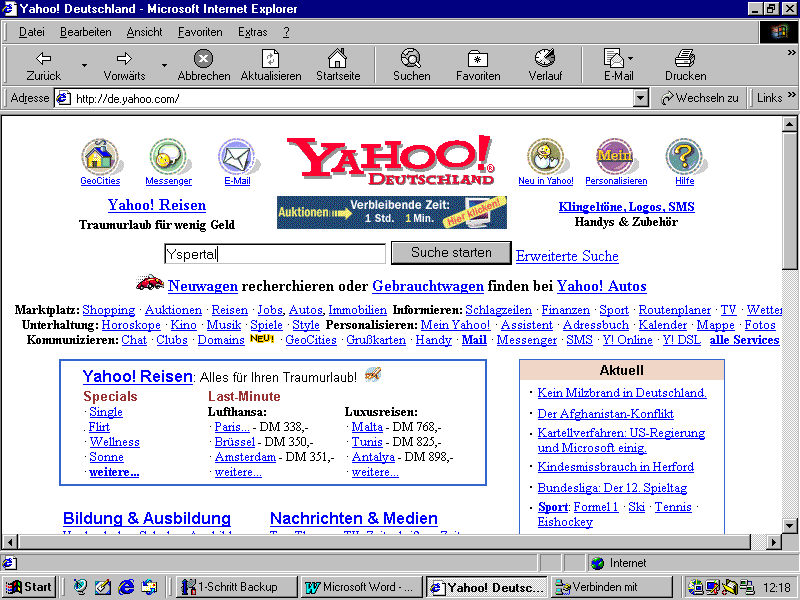 Yahoo! Deutschland - Microsoft Internet Explorer
Datei Bearbeiten Ansicht Favoriten Extras ?
Zurück Vorwärts Abbrechen Aktualisieren Startseite Suchen Favoriten Verlauf E-Mail Drucken »
Adresse http://de.yahoo.com/ Wechseln zu Links »
YAHOO!® DEUTSCHLAND
Mein
?
GeoCities Messenger E-Mail Neu in Yahoo! Personalisieren Hilfe
Yahoo! Reisen
Traumurlaub für wenig Geld
Auktionen Verbleibende Zeit: 1 Std. 1 Min. Hier klicken!
Klingeltöne, Logos, SMS
Handys & Zubehör
Yspertal Suche starten Erweiterte Suche
Neuwagen recherchieren oder Gebrauchtwagen finden bei Yahoo! Autos
Marktplatz: Shopping · Auktionen · Reisen · Jobs, Autos, Immobilien Informieren: Schlagzeilen · Finanzen · Sport · Routenplaner · TV · Wetter
Unterhaltung: Horoskope · Kino · Musik · Spiele · Style Personalisieren: Mein Yahoo! · Assistent · Adressbuch · Kalender · Mappe · Fotos
Kommunizieren: Chat · Clubs · Domains NEU! · GeoCities · Grußkarten · Handy · Mail · Messenger · SMS · Y! Online · Y! DSL alle Services
Yahoo! Reisen: Alles für Ihren Traumurlaub!
Specials
· Single
· Flirt
· Wellness
· Sonne
· weitere...
Last-Minute
Lufthansa:
· Paris... - DM 338,-
· Brüssel - DM 350,-
· Amsterdam - DM 351,-
· weitere...
Luxusreisen:
· Malta - DM 768,-
· Tunis - DM 825,-
· Antalya - DM 898,-
· weitere...
Aktuell
· Kein Milzbrand in Deutschland.
· Der Afghanistan-Konflikt
· Kartellverfahren: US-Regierung
und Microsoft einig.
· Kindesmissbrauch in Herford
· Bundesliga: Der 12. Spieltag
· Sport: Formel 1 · Ski · Tennis ·
Eishockey
Bildung & Ausbildung Nachrichten & Medien
Internet
Start 1-Schritt Backup Microsoft Word - ... Yahoo! Deutsc... Verbinden mit 12:18